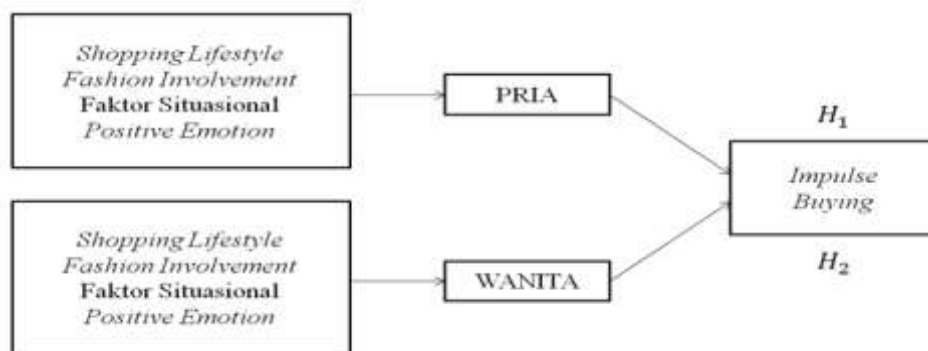 Shopping Lifestyle
Fashion Involvement
Faktor Situasional
Positive Emotion
PRIA
H₁
Impulse
Buying
Shopping Lifestyle
Fashion Involvement
Faktor Situasional
Positive Emotion
WANITA
H₂